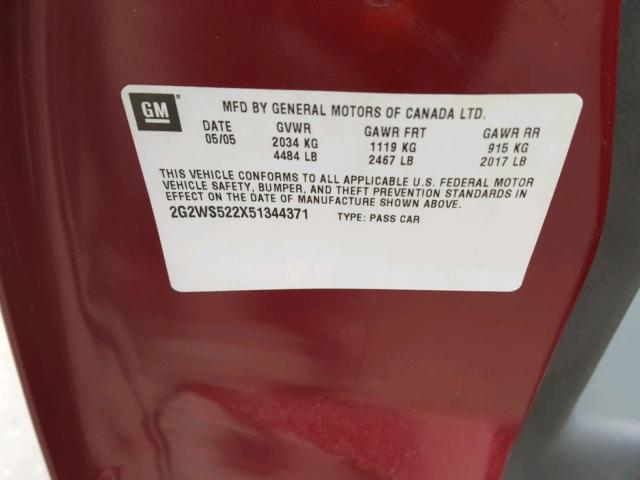 GM
MFD BY GENERAL MOTORS OF CANADA LTD.
DATE GVWR GAWR FRT GAWR RR
05/05 2034 KG 1119 KG 915 KG
4484 LB 2467 LB 2017 LB
THIS VEHICLE CONFORMS TO ALL APPLICABLE U.S. FEDERAL MOTOR
VEHICLE SAFETY, BUMPER, AND THEFT PREVENTION STANDARDS IN
EFFECT ON THE DATE OF MANUFACTURE SHOWN ABOVE.
2G2WS522X51344371 TYPE: PASS CAR